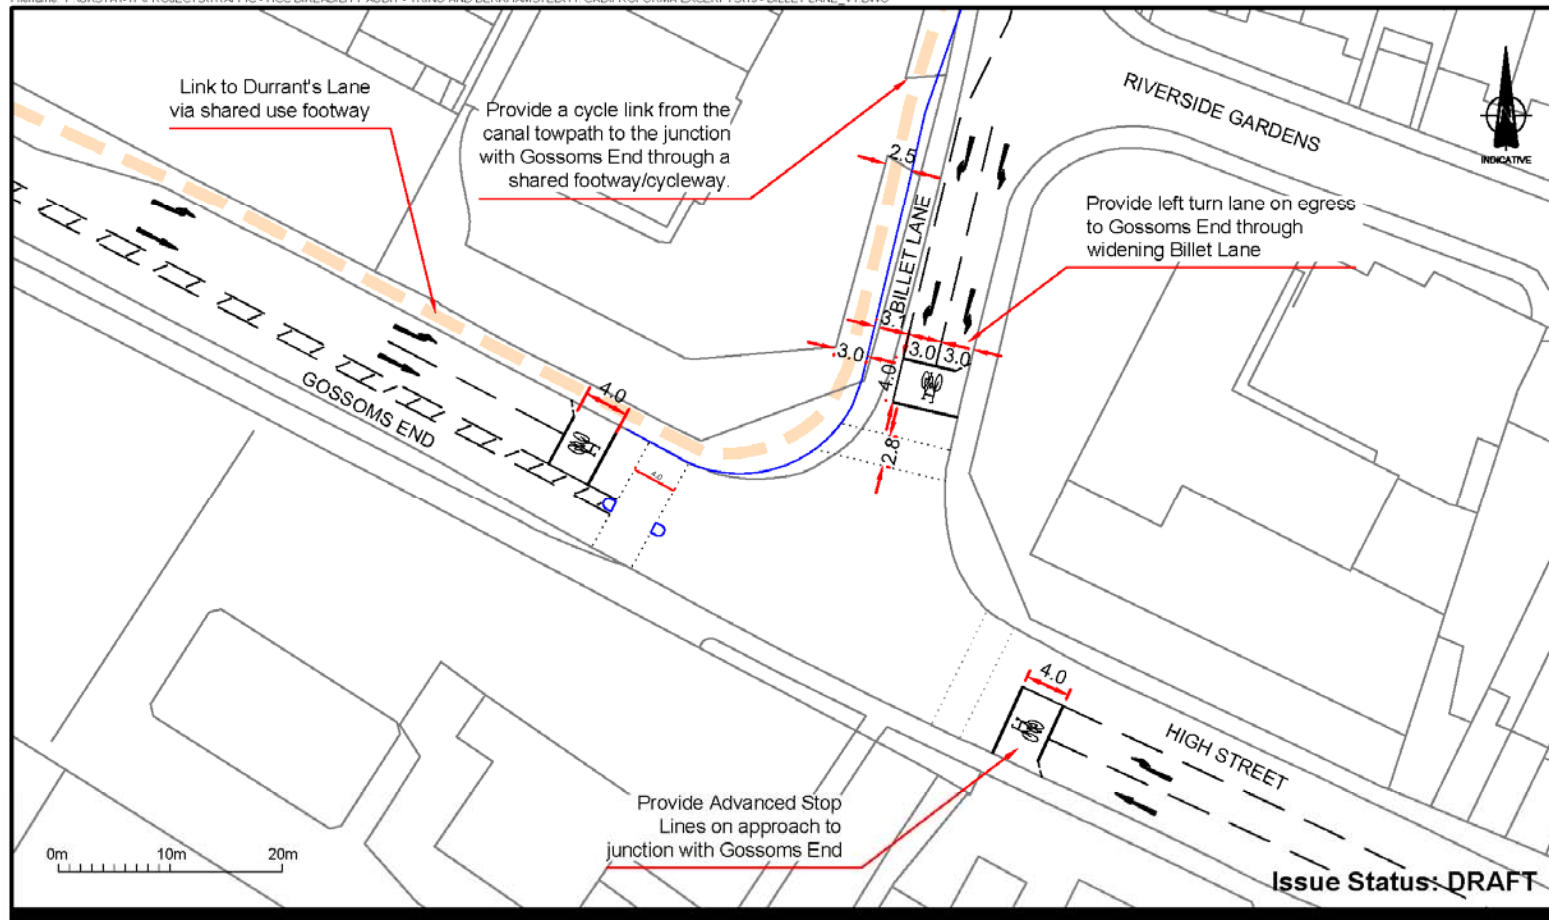 Link to Durrant's Lane
via shared use footway
Provide a cycle link from the
canal towpath to the junction
with Gossoms End through a
shared footway/cycleway.
RIVERSIDE GARDENS
INDICATIVE
2.5
Provide left turn lane on egress
to Gossoms End through
widening Billet Lane
BILLET LANE
3.0
3.0
3.0
4.0
2.8
GOSSOMS END
4.0
4.0
4.0
HIGH STREET
Provide Advanced Stop
Lines on approach to
junction with Gossoms End
0m
10m
20m
Issue Status: DRAFT